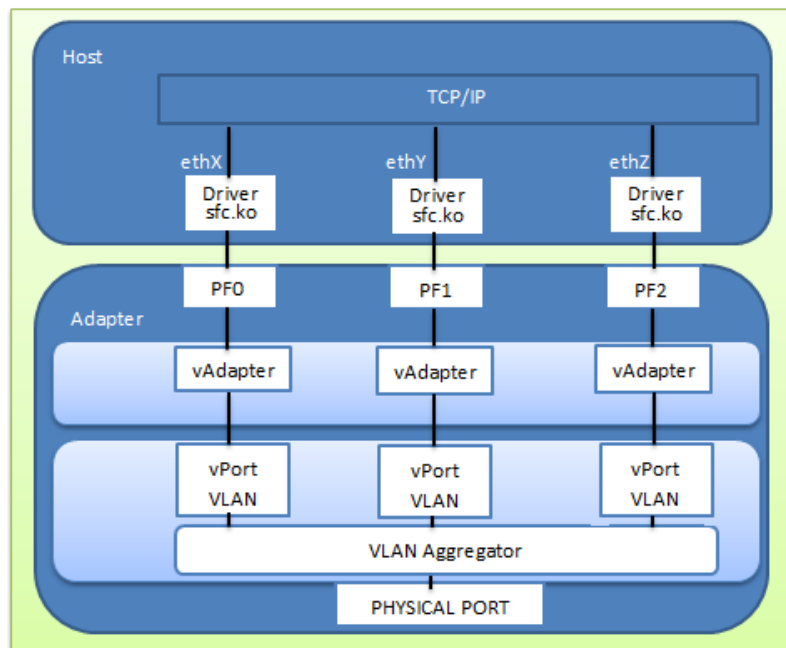 Host
TCP/IP
ethX ethY ethZ
Driver Driver Driver
sfc.ko sfc.ko sfc.ko
PF0 PF1 PF2
Adapter
vAdapter vAdapter vAdapter
vPort vPort vPort
VLAN VLAN VLAN
VLAN Aggregator
PHYSICAL PORT